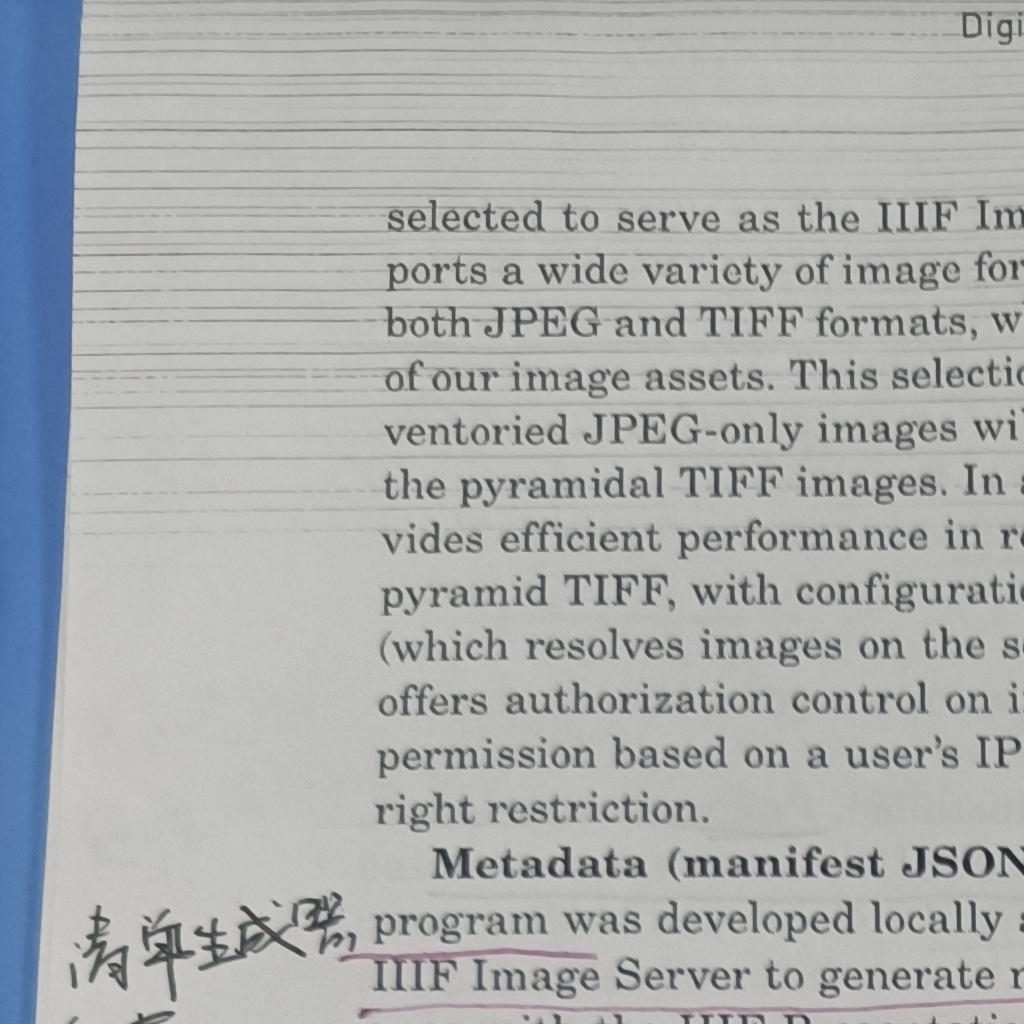 Digi
selected to serve as the IIIF Im
ports a wide variety of image for
both JPEG and TIFF formats, w
of our image assets. This selectio
ventoried JPEG-only images wi
the pyramidal TIFF images. In a
vides efficient performance in re
pyramid TIFF, with configuratio
(which resolves images on the s
offers authorization control on i
permission based on a user’s IP
right restriction.
Metadata (manifest JSON
清单生成器
program was developed locally a
IIIF Image Server to generate